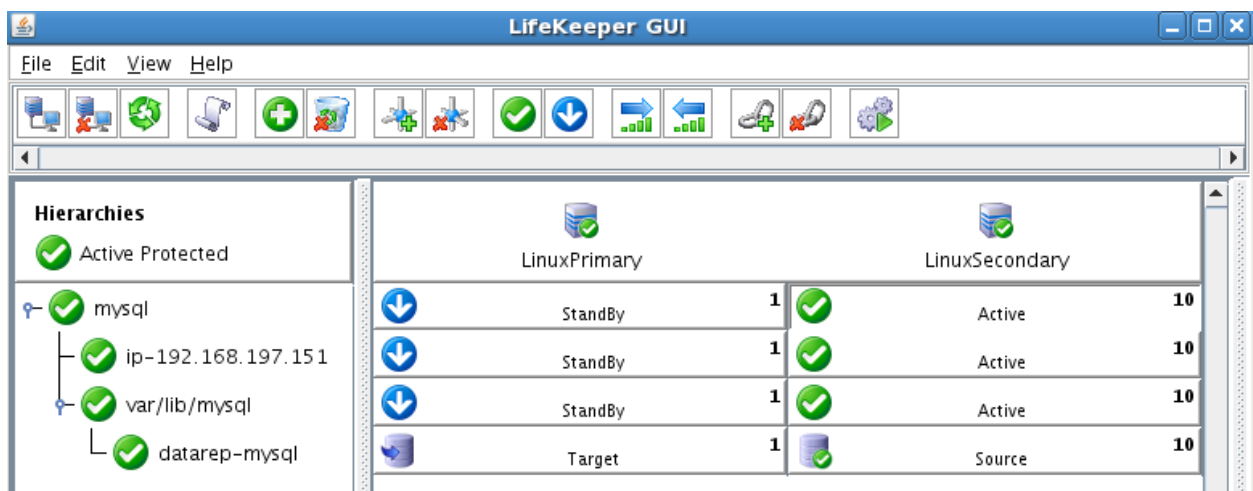 LifeKeeper GUI
File Edit View Help
Hierarchies
Active Protected
LinuxPrimary LinuxSecondary
mysql StandBy 1 Active 10
ip-192.168.197.151 StandBy 1 Active 10
var/lib/mysql StandBy 1 Active 10
datarep-mysql Target 1 Source 10